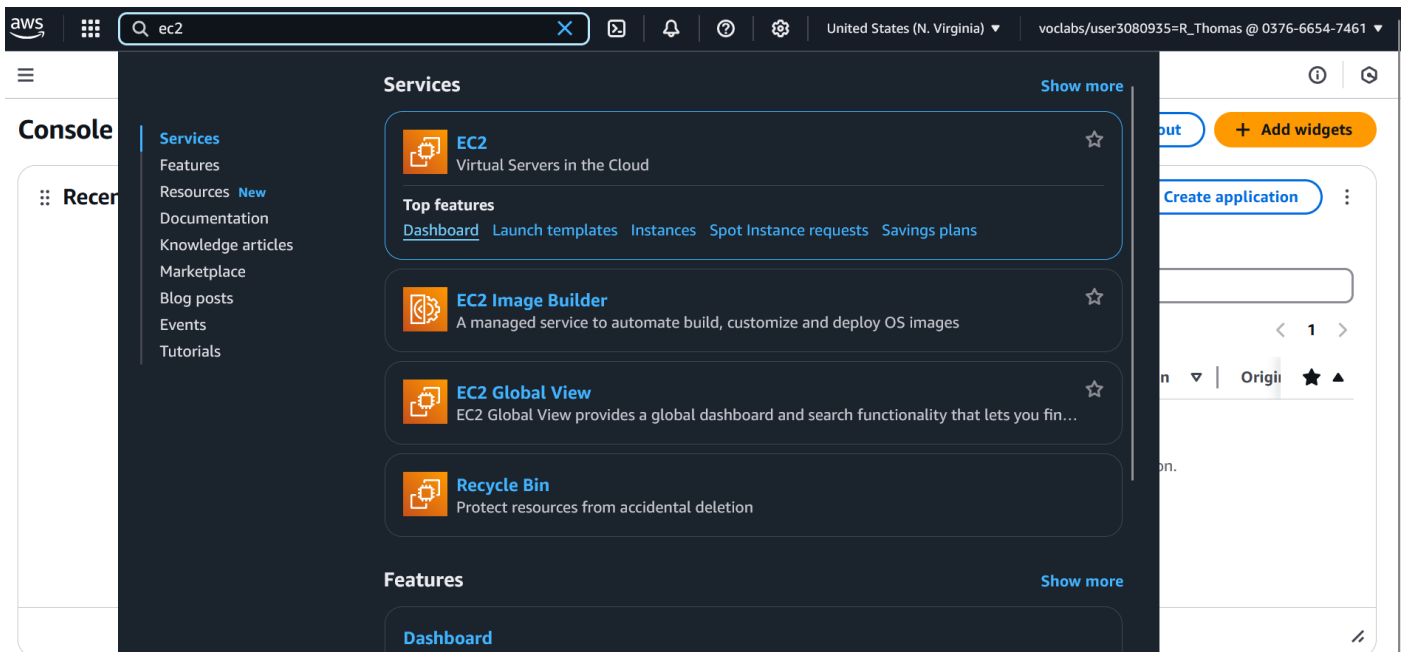 aws
ec2
United States (N. Virginia) ▼
voclabs/user3080935=R_Thomas @ 0376-6654-7461 ▼
Console
Add widgets
Recen
Create application
Services
Features
Resources New
Documentation
Knowledge articles
Marketplace
Blog posts
Events
Tutorials
Services
Show more
EC2
Virtual Servers in the Cloud
Top features
Dashboard Launch templates Instances Spot Instance requests Savings plans
EC2 Image Builder
A managed service to automate build, customize and deploy OS images
EC2 Global View
EC2 Global View provides a global dashboard and search functionality that lets you fin...
Recycle Bin
Protect resources from accidental deletion
Features
Show more
Dashboard
out
1
n
Origi
on.